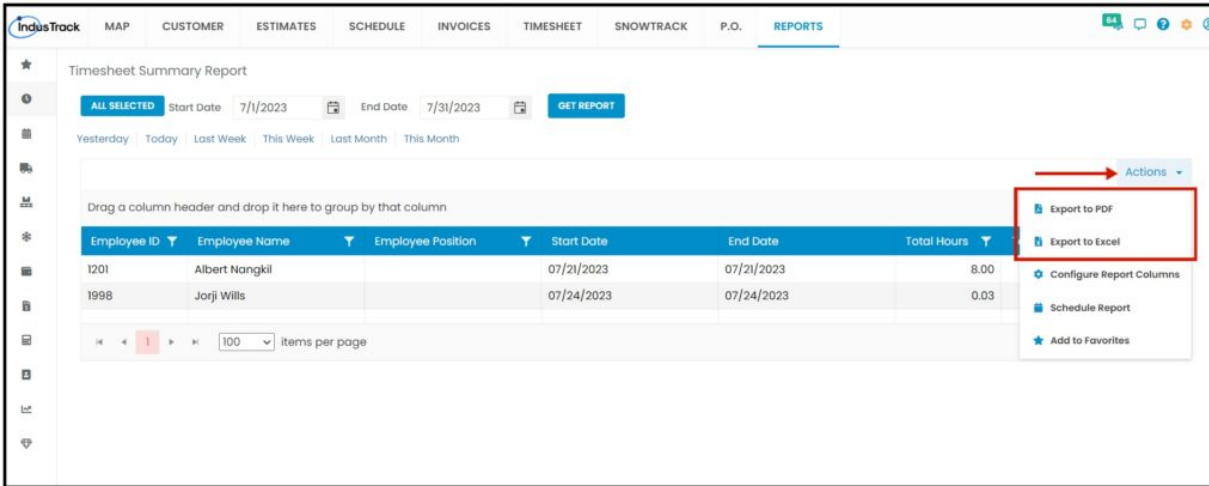 IndusTrack MAP CUSTOMER ESTIMATES SCHEDULE INVOICES TIMESHEET SNOWTRACK P.O. REPORTS 64
Timesheet Summary Report
ALL SELECTED Start Date 7/1/2023 End Date 7/31/2023 GET REPORT
Yesterday Today Last Week This Week Last Month This Month
Actions
Drag a column header and drop it here to group by that column
Export to PDF
Employee ID Employee Name Employee Position Start Date End Date Total Hours
Export to Excel
1201 Albert Nangkil 07/21/2023 07/21/2023 8.00
Configure Report Columns
1998 Jorji Wills 07/24/2023 07/24/2023 0.03
Schedule Report
1 100 items per page
Add to Favorites